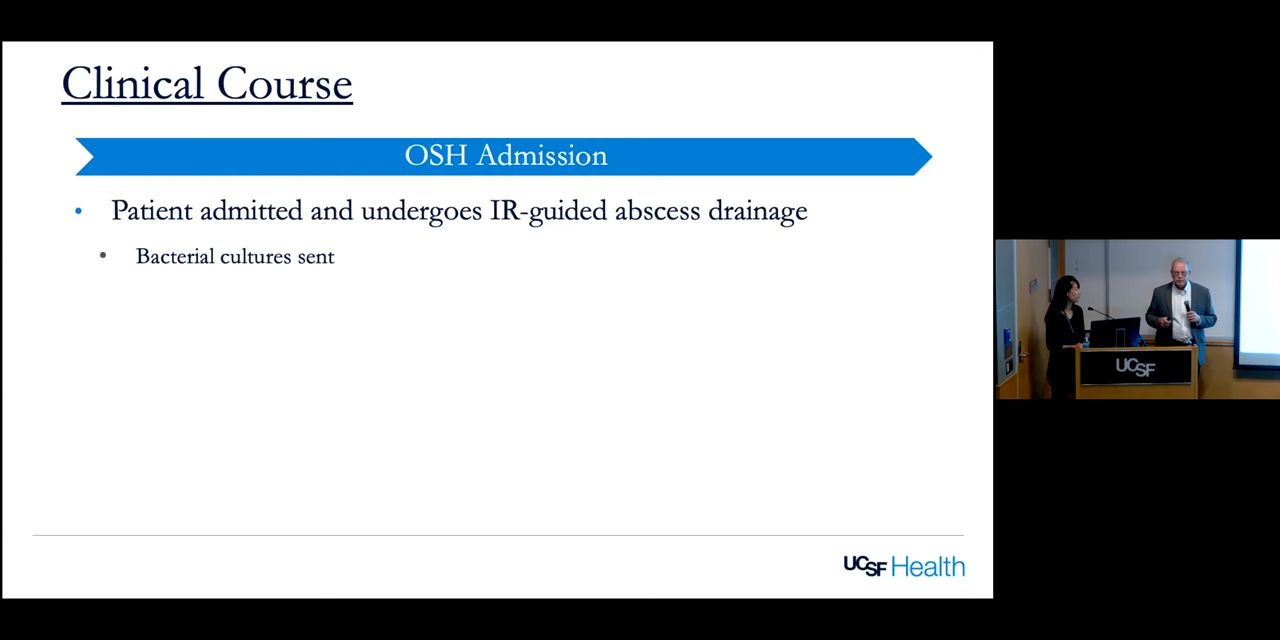 Clinical Course
OSH Admission
Patient admitted and undergoes IR-guided abscess drainage
Bacterial cultures sent
UCSF Health
UCSF